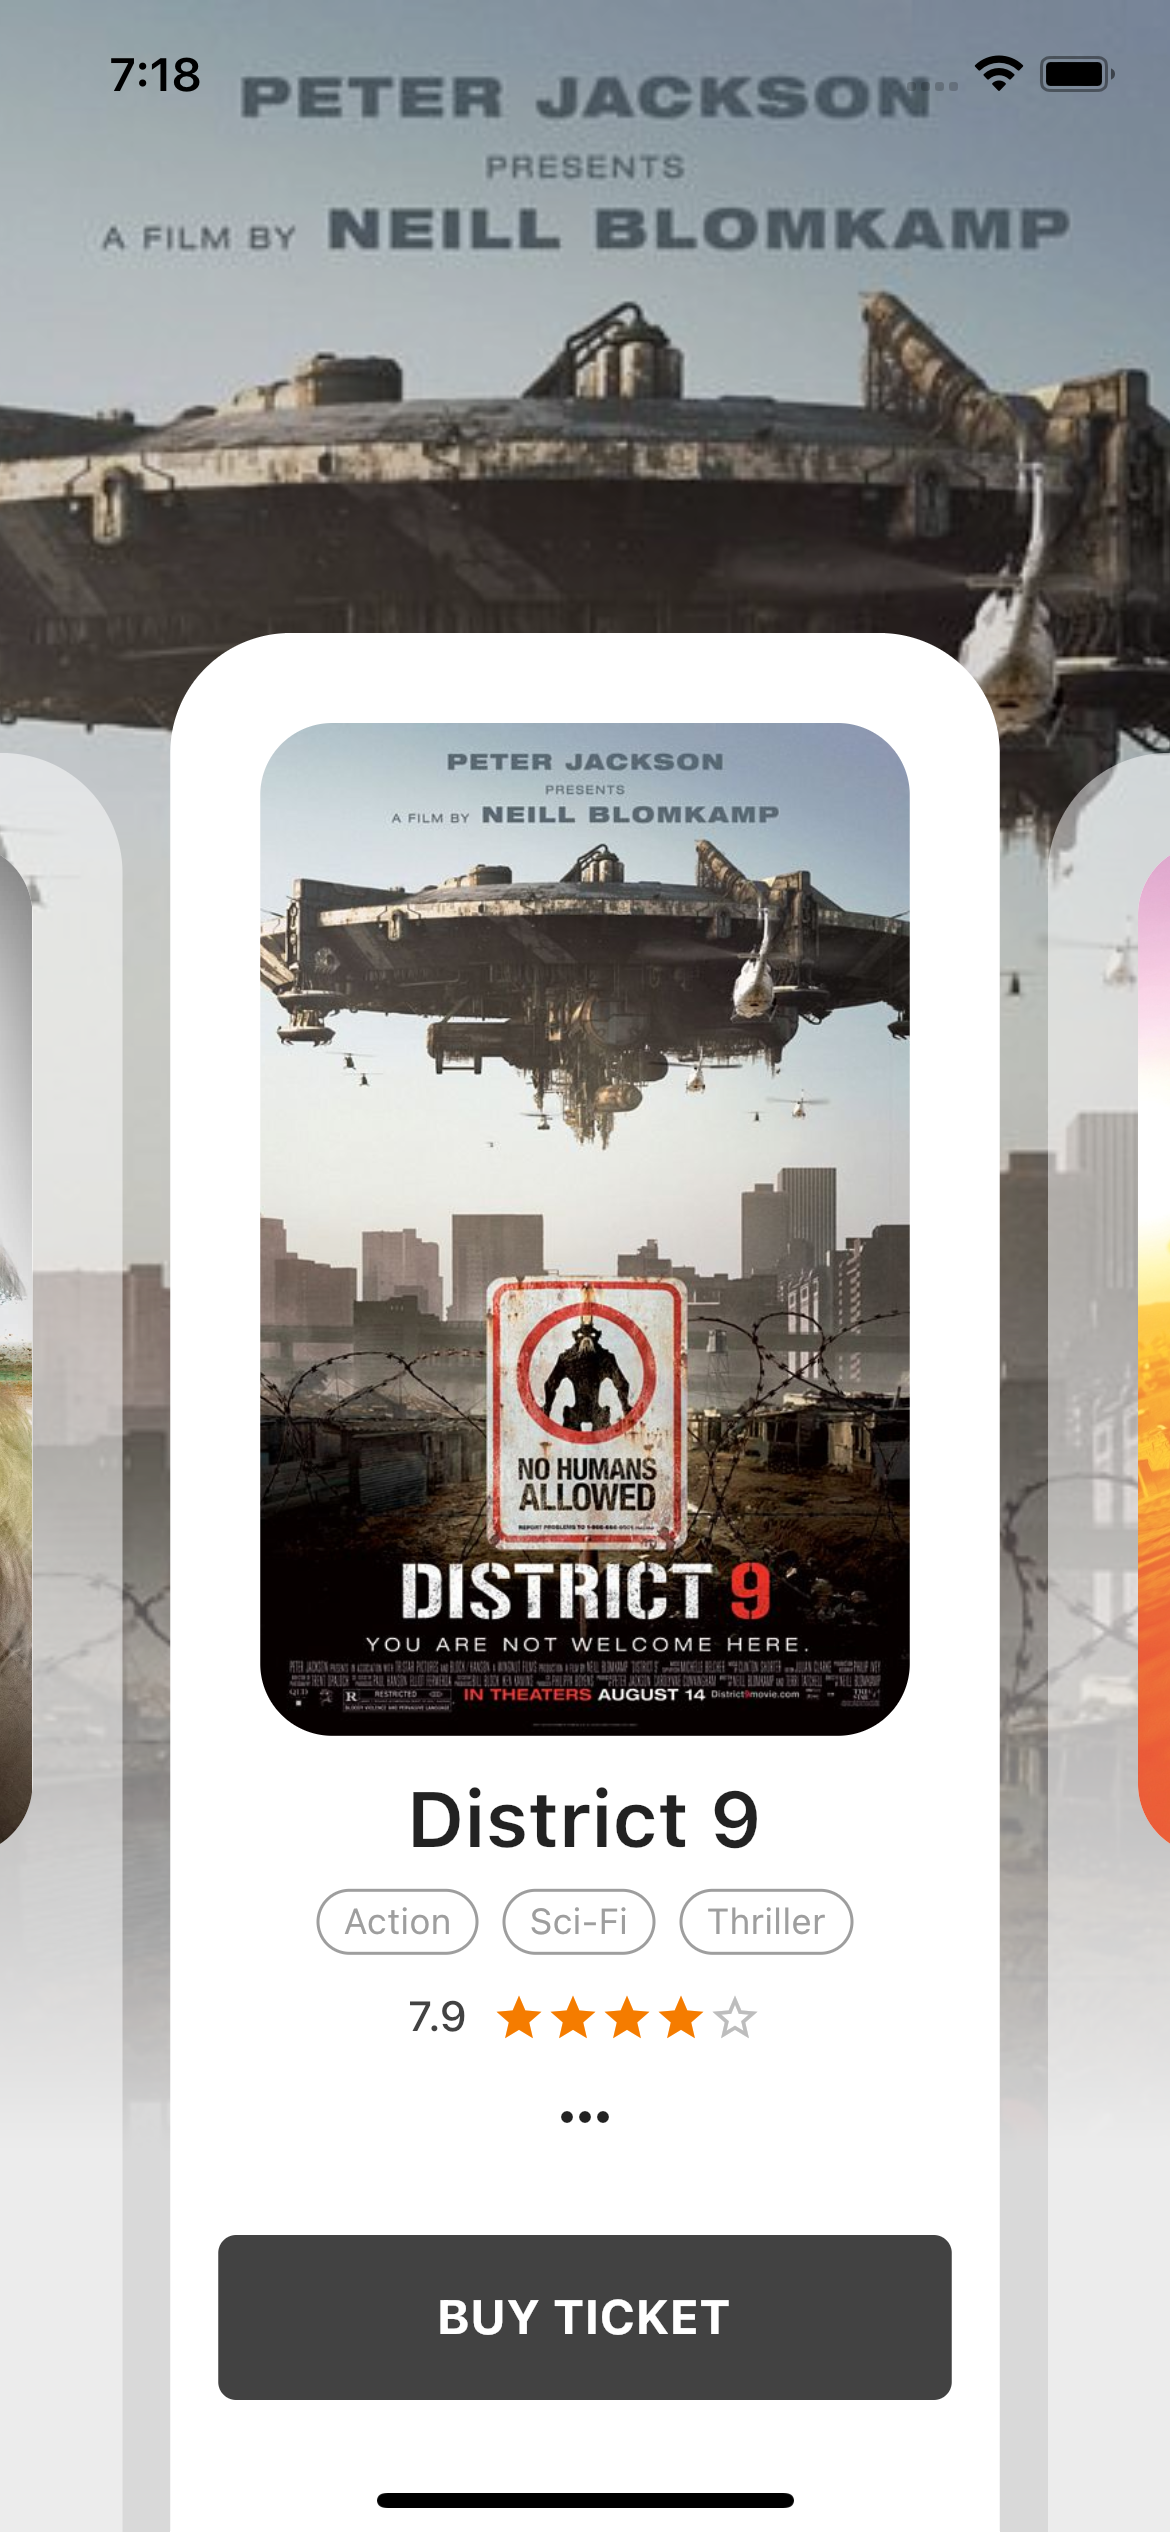 7:18
PETER JACKSON
PRESENTS
A FILM BY NEILL BLOMKAMP
PETER JACKSON
PRESENTS
A FILM BY NEILL BLOMKAMP
NO HUMANS
ALLOWED
DISTRICT 9
YOU ARE NOT WELCOME HERE.
R RESTRICTED
IN THEATERS AUGUST 14 District9movie.com
District 9
Action Sci-Fi Thriller
7.9
BUY TICKET